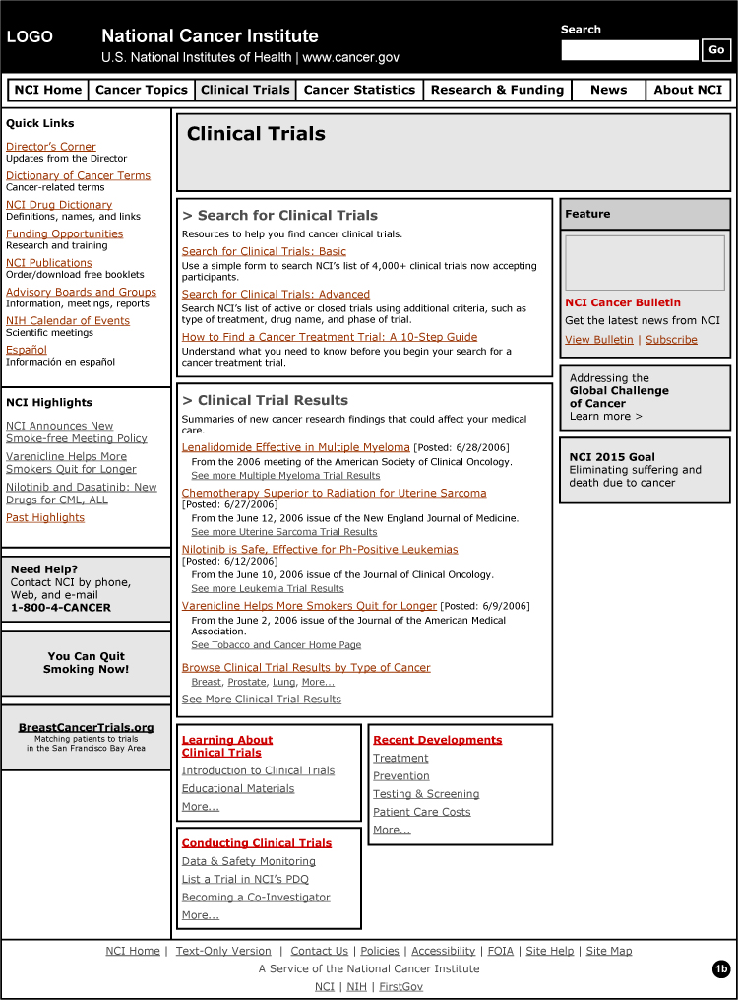 LOGO
National Cancer Institute
U.S. National Institutes of Health | www.cancer.gov
Search
Go
NCI Home
Cancer Topics
Clinical Trials
Cancer Statistics
Research & Funding
News
About NCI
Quick Links
Director’s Corner
Updates from the Director
Dictionary of Cancer Terms
Cancer-related terms
NCI Drug Dictionary
Definitions, names, and links
Funding Opportunities
Research and training
NCI Publications
Order/download free booklets
Advisory Boards and Groups
Information, meetings, reports
NIH Calendar of Events
Scientific meetings
Español
Información en español
NCI Highlights
NCI Announces New
Smoke-free Meeting Policy
Varenicline Helps More
Smokers Quit for Longer
Nilotinib and Dasatinib: New
Drugs for CML, ALL
Past Highlights
Need Help?
Contact NCI by phone,
Web, and e-mail
1-800-4-CANCER
You Can Quit
Smoking Now!
BreastCancerTrials.org
Matching patients to trials
in the San Francisco Bay Area
Clinical Trials
> Search for Clinical Trials
Resources to help you find cancer clinical trials.
Search for Clinical Trials: Basic
Use a simple form to search NCI’s list of 4,000+ clinical trials now accepting
participants.
Search for Clinical Trials: Advanced
Search NCI’s list of active or closed trials using additional criteria, such as
type of treatment, drug name, and phase of trial.
How to Find a Cancer Treatment Trial: A 10-Step Guide
Understand what you need to know before you begin your search for a
cancer treatment trial.
> Clinical Trial Results
Summaries of new cancer research findings that could affect your medical
care.
Lenalidomide Effective in Multiple Myeloma [Posted: 6/28/2006]
From the 2006 meeting of the American Society of Clinical Oncology.
See more Multiple Myeloma Trial Results
Chemotherapy Superior to Radiation for Uterine Sarcoma
[Posted: 6/27/2006]
From the June 12, 2006 issue of the New England Journal of Medicine.
See more Uterine Sarcoma Trial Results
Nilotinib is Safe, Effective for Ph-Positive Leukemias
[Posted: 6/12/2006]
From the June 10, 2006 issue of the Journal of Clinical Oncology.
See more Leukemia Trial Results
Varenicline Helps More Smokers Quit for Longer [Posted: 6/9/2006]
From the June 2, 2006 issue of the Journal of the American Medical
Association.
See Tobacco and Cancer Home Page
Browse Clinical Trial Results by Type of Cancer
Breast, Prostate, Lung, More...
See More Clinical Trial Results
Learning About
Clinical Trials
Introduction to Clinical Trials
Educational Materials
More...
Conducting Clinical Trials
Data & Safety Monitoring
List a Trial in NCI’s PDQ
Becoming a Co-Investigator
More...
Recent Developments
Treatment
Prevention
Testing & Screening
Patient Care Costs
More...
Feature
NCI Cancer Bulletin
Get the latest news from NCI
View Bulletin | Subscribe
Addressing the
Global Challenge
of Cancer
Learn more >
NCI 2015 Goal
Eliminating suffering and
death due to cancer
NCI Home | Text-Only Version | Contact Us | Policies | Accessibility | FOIA | Site Help | Site Map
A Service of the National Cancer Institute
NCI | NIH | FirstGov
1b